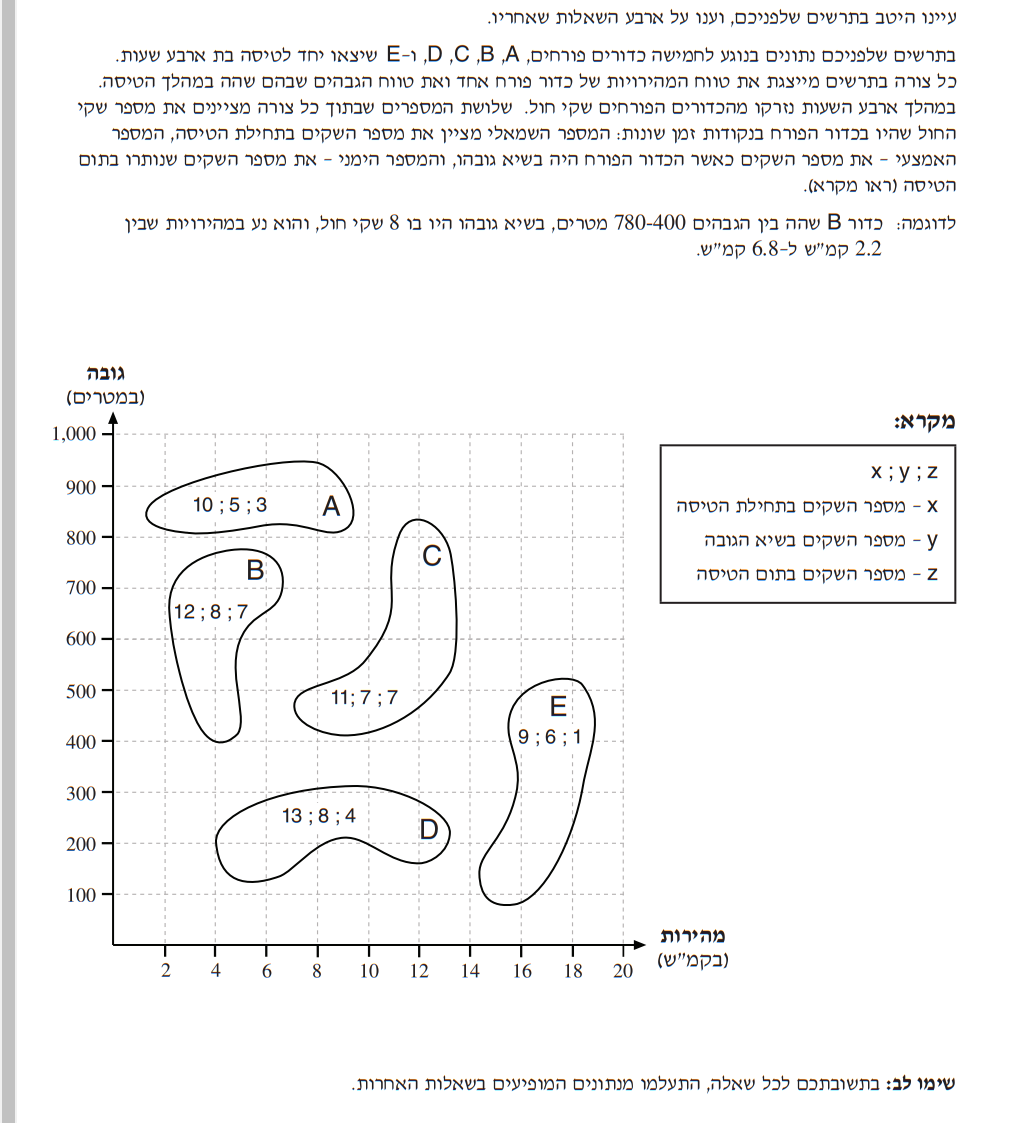 עיינו היטב בתרשים שלפניכם, וענו על ארבע השאלות שאחריו.
בתרשים שלפניכם נתונים בנוגע לחמישה כדורים פורחים, A, B, C, D, ו-E שיצאו יחד לטיסה בת ארבע שעות.
כל צורה בתרשים מייצגת את טווח המהירויות של כדור פורח אחד ואת טווח הגבהים שבהם שהה במהלך הטיסה.
במהלך ארבע השעות נזרקו מהכדורים הפורחים שקי חול. שלושת המספרים שבתוך כל צורה מציינים את מספר שקי
החול שהיו בכדור הפורח בנקודות זמן שונות: המספר השמאלי מציין את מספר השקים בתחילת הטיסה, המספר
האמצעי - את מספר השקים כאשר הכדור הפורח היה בשיא גובהו, והמספר הימני - את מספר השקים שנותרו בתום
הטיסה (ראו מקרא).
לדוגמה: כדור B שהה בין הגבהים 780-400 מטרים, בשיא גובהו היו בו 8 שקי חול, והוא נע במהירויות שבין
2.2 קמ"ש ל-6.8 קמ"ש.
גובה
(במטרים)
1,000
900
800
700
600
500
400
300
200
100
2 4 6 8 10 12 14 16 18 20
מהירות
(בקמ"ש)
10 ; 5 ; 3 A
B
12 ; 8 ; 7
C
11; 7 ; 7
E
9 ; 6 ; 1
13 ; 8 ; 4
D
מקרא:
x ; y ; z
x - מספר השקים בתחילת הטיסה
y - מספר השקים בשיא הגובה
z - מספר השקים בתום הטיסה
שימו לב: בתשובתכם לכל שאלה, התעלמו מנתונים המופיעים בשאלות האחרות.